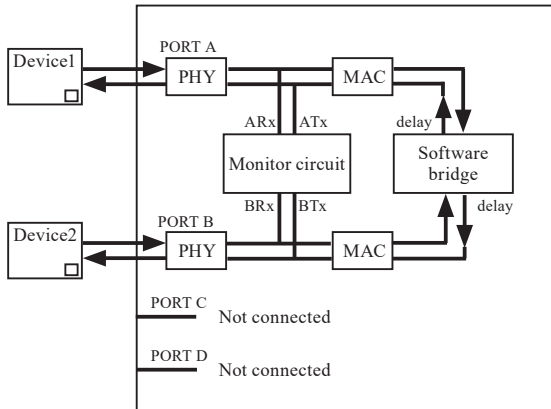 PORT A
Device1
PHY
MAC
ARx
ATx
delay
Monitor circuit
Software
bridge
BRx
BTx
delay
PORT B
Device2
PHY
MAC
PORT C
Not connected
PORT D
Not connected